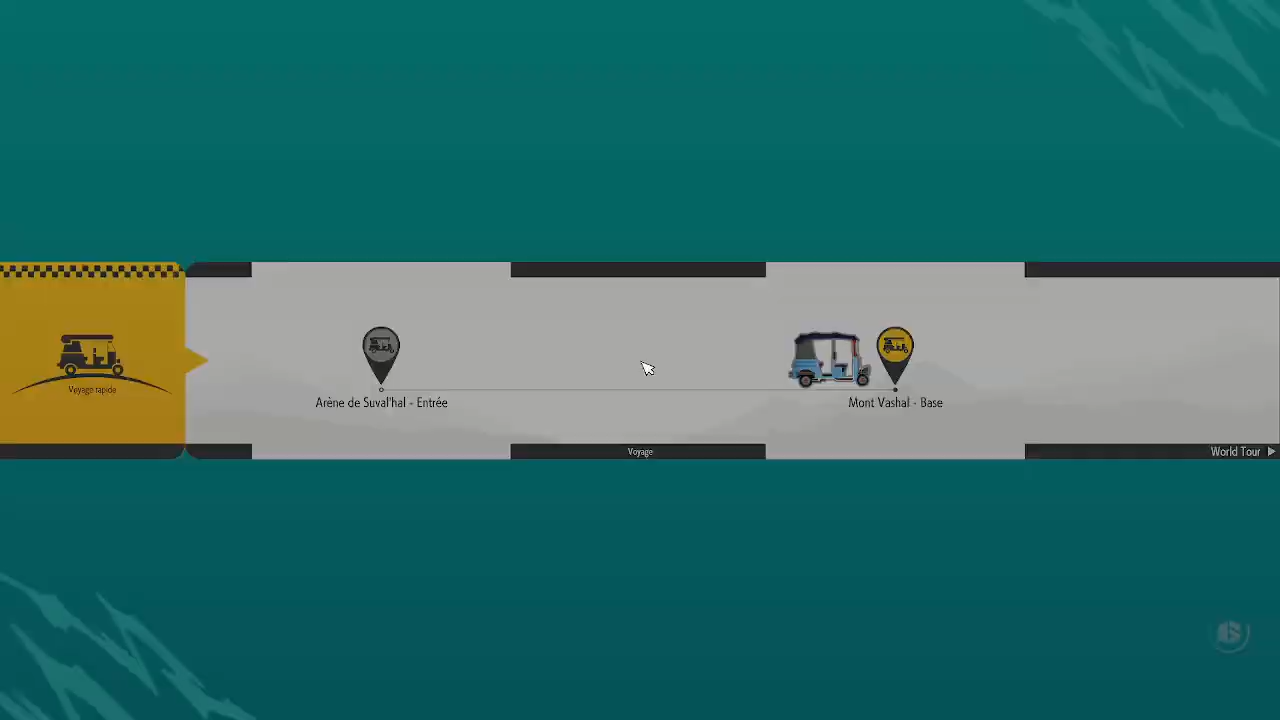 Voyage rapide
Arène de Suval'hal - Entrée
Mont Vashal - Base
Voyage
World Tour